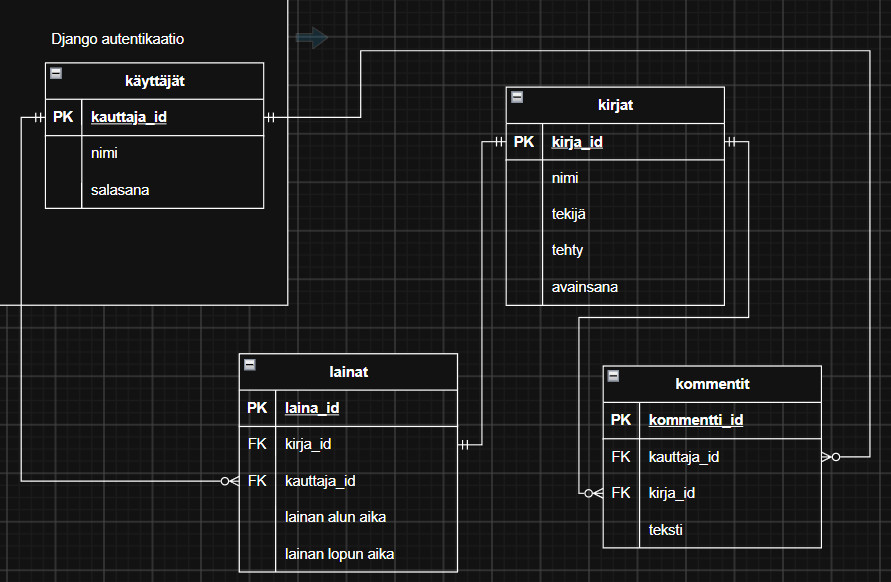 Django autentikaatio
käyttäjät
PK kauttaja_id
nimi
salasana
kirjat
PK kirja_id
nimi
tekijä
tehty
avainsana
lainat
PK laina_id
FK kirja_id
FK kauttaja_id
lainan alun aika
lainan lopun aika
kommentit
PK kommentti_id
FK kauttaja_id
FK kirja_id
teksti